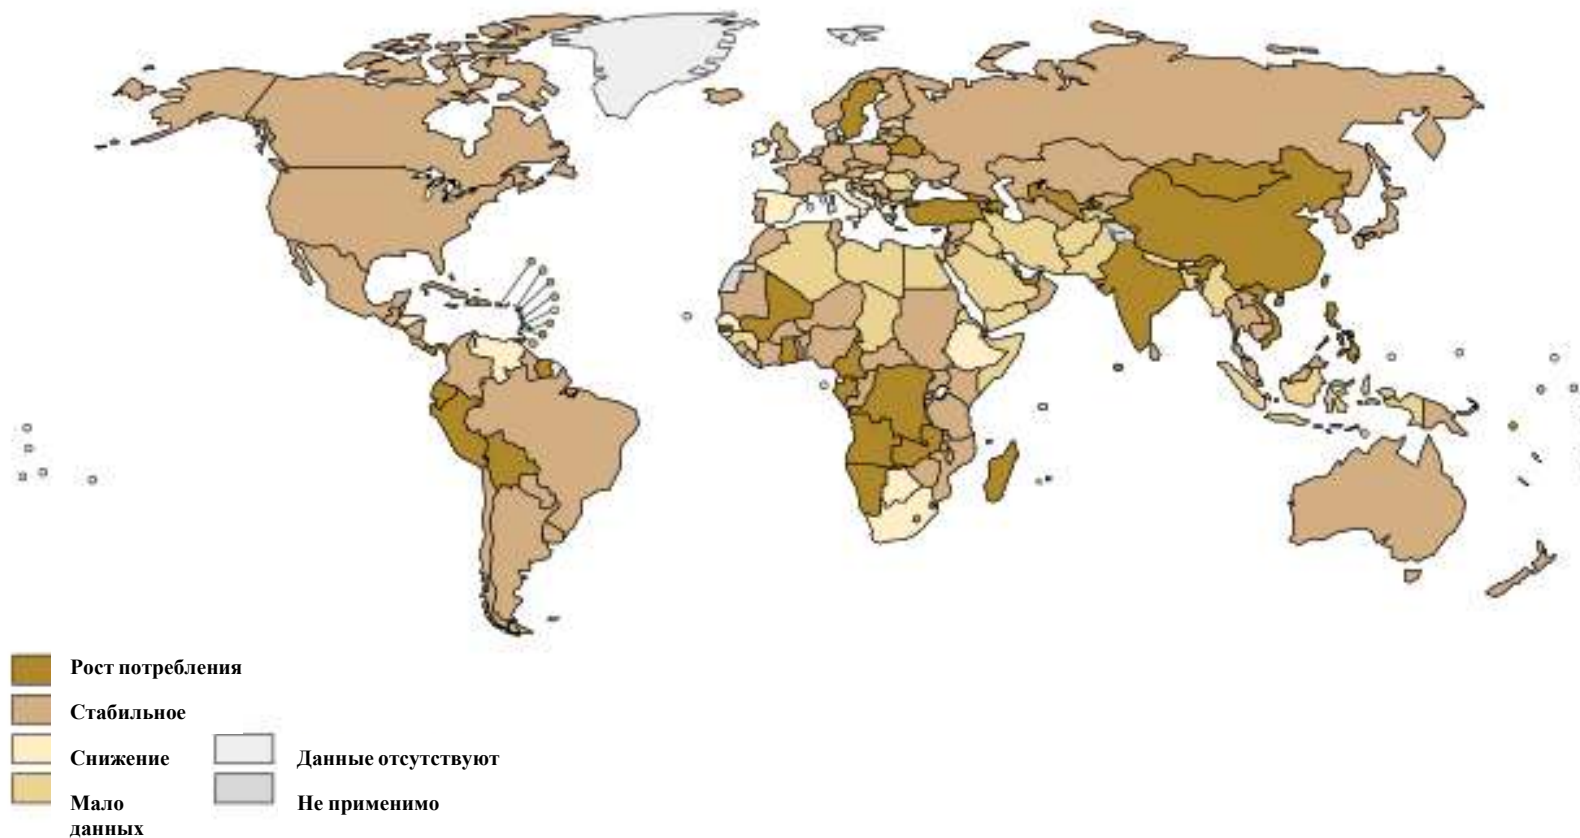 Рост потребления
Стабильное
Снижение
Данные отсутствуют
Мало
данных
Не применимо